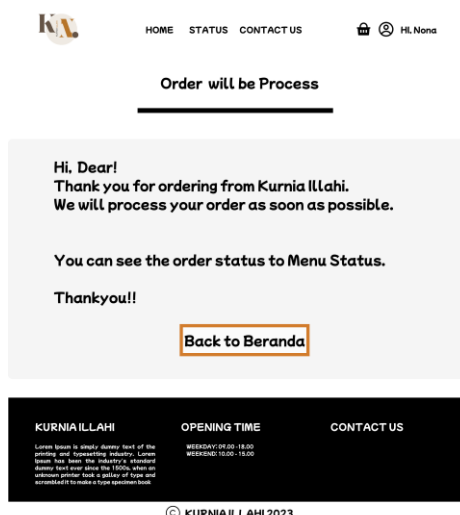 KN.
HOME STATUS CONTACT US HI, Nona
Order will be Process
Hi, Dear!
Thank you for ordering from Kurnia Illahi.
We will process your order as soon as possible.
You can see the order status to Menu Status.
Thankyou!!
Back to Beranda
KURNIA ILLAHI
Lorem Ipsum is simply dummy text of the
printing and typesetting industry. Lorem
Ipsum has been the industry's standard
dummy text ever since the 1500s, when an
unknown printer took a galley of type and
scrambled it to make a type specimen book
OPENING TIME
WEEKDAY: 09.00 -18.00
WEEKEND: 10.00 - 15.00
CONTACT US
© KURNIA ILLAHI 2023